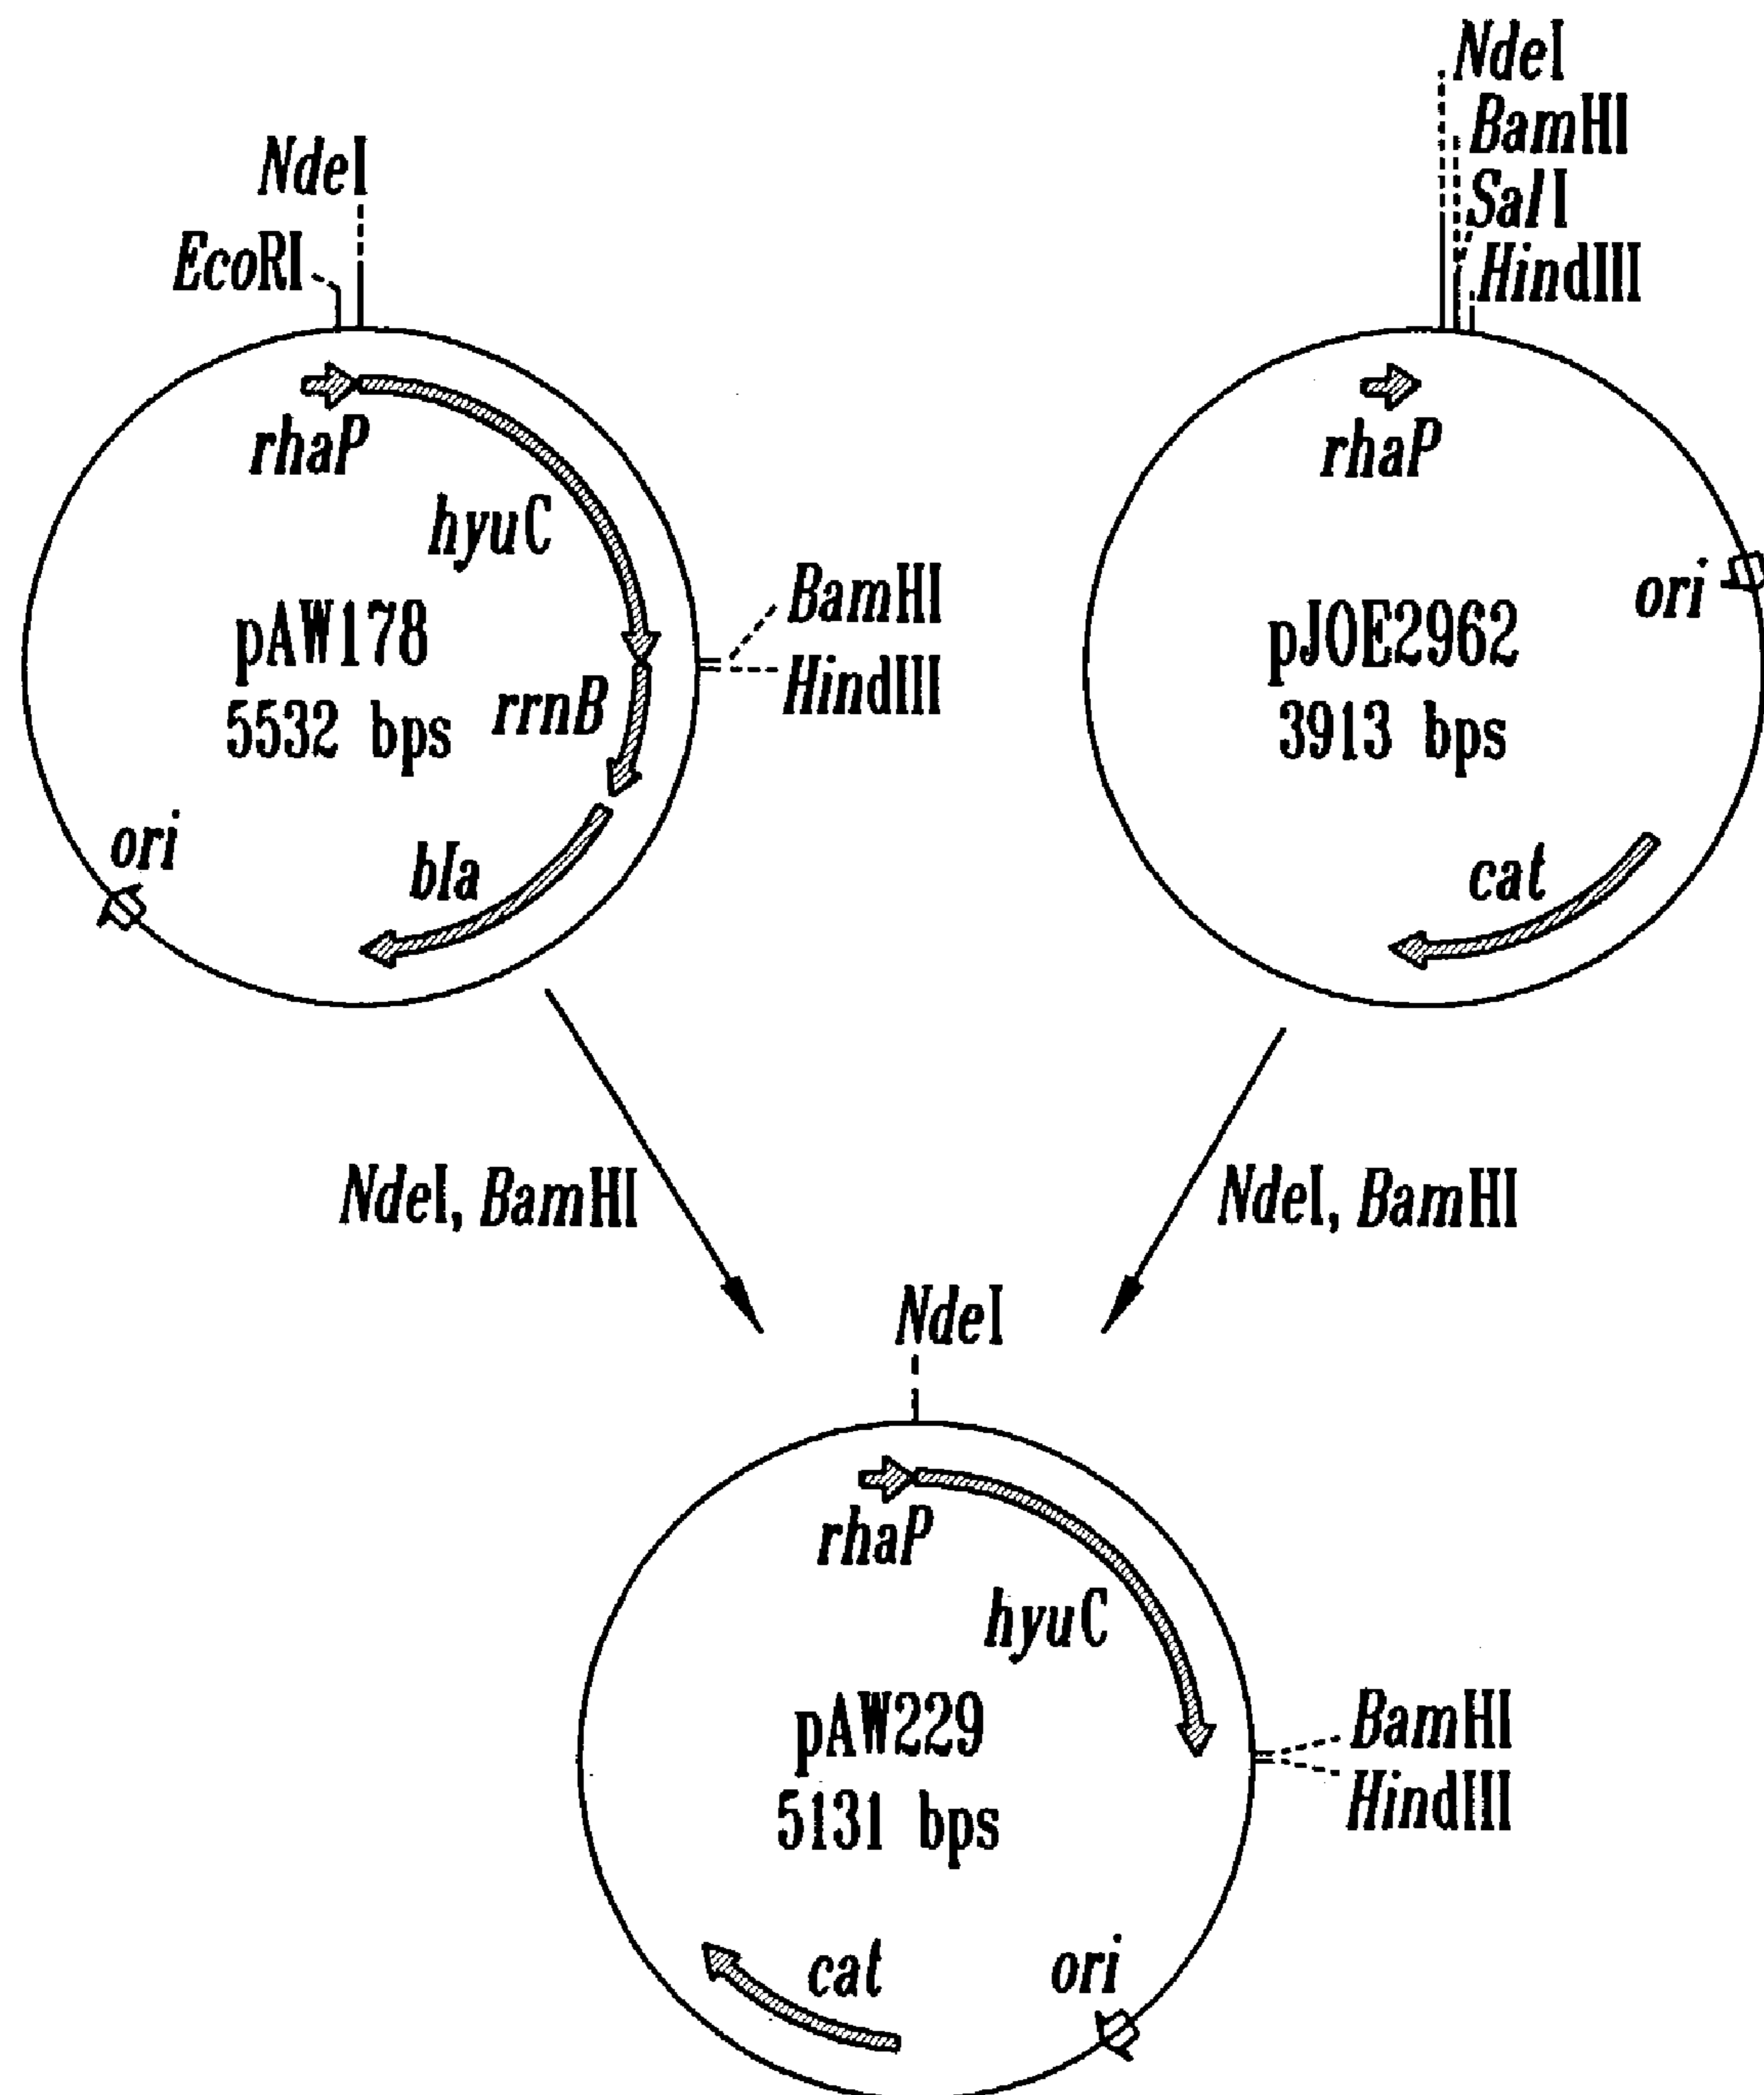 NdeI
EcoRI
rhaP
hyuC
pAW178
5532 bps
BamHI
HindIII
rrnB
ori
bla
NdeI
BamHI
SalI
HindIII
rhaP
ori
pJOE2962
3913 bps
cat
NdeI, BamHI
NdeI, BamHI
NdeI
rhaP
hyuC
pAW229
5131 bps
BamHI
HindIII
cat
ori